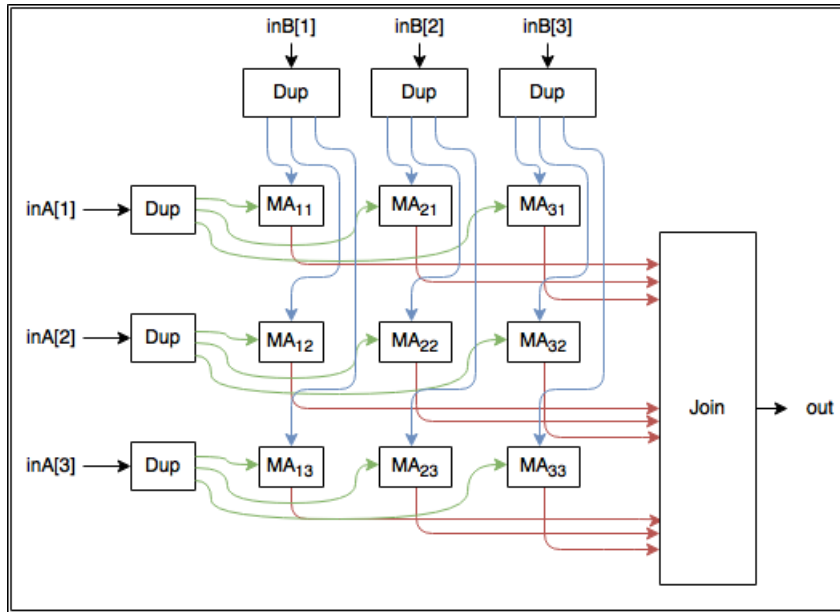 inB[1] inB[2] inB[3]
Dup Dup Dup
inA[1] Dup MA11 MA21 MA31
inA[2] Dup MA12 MA22 MA32
Join out
inA[3] Dup MA13 MA23 MA33